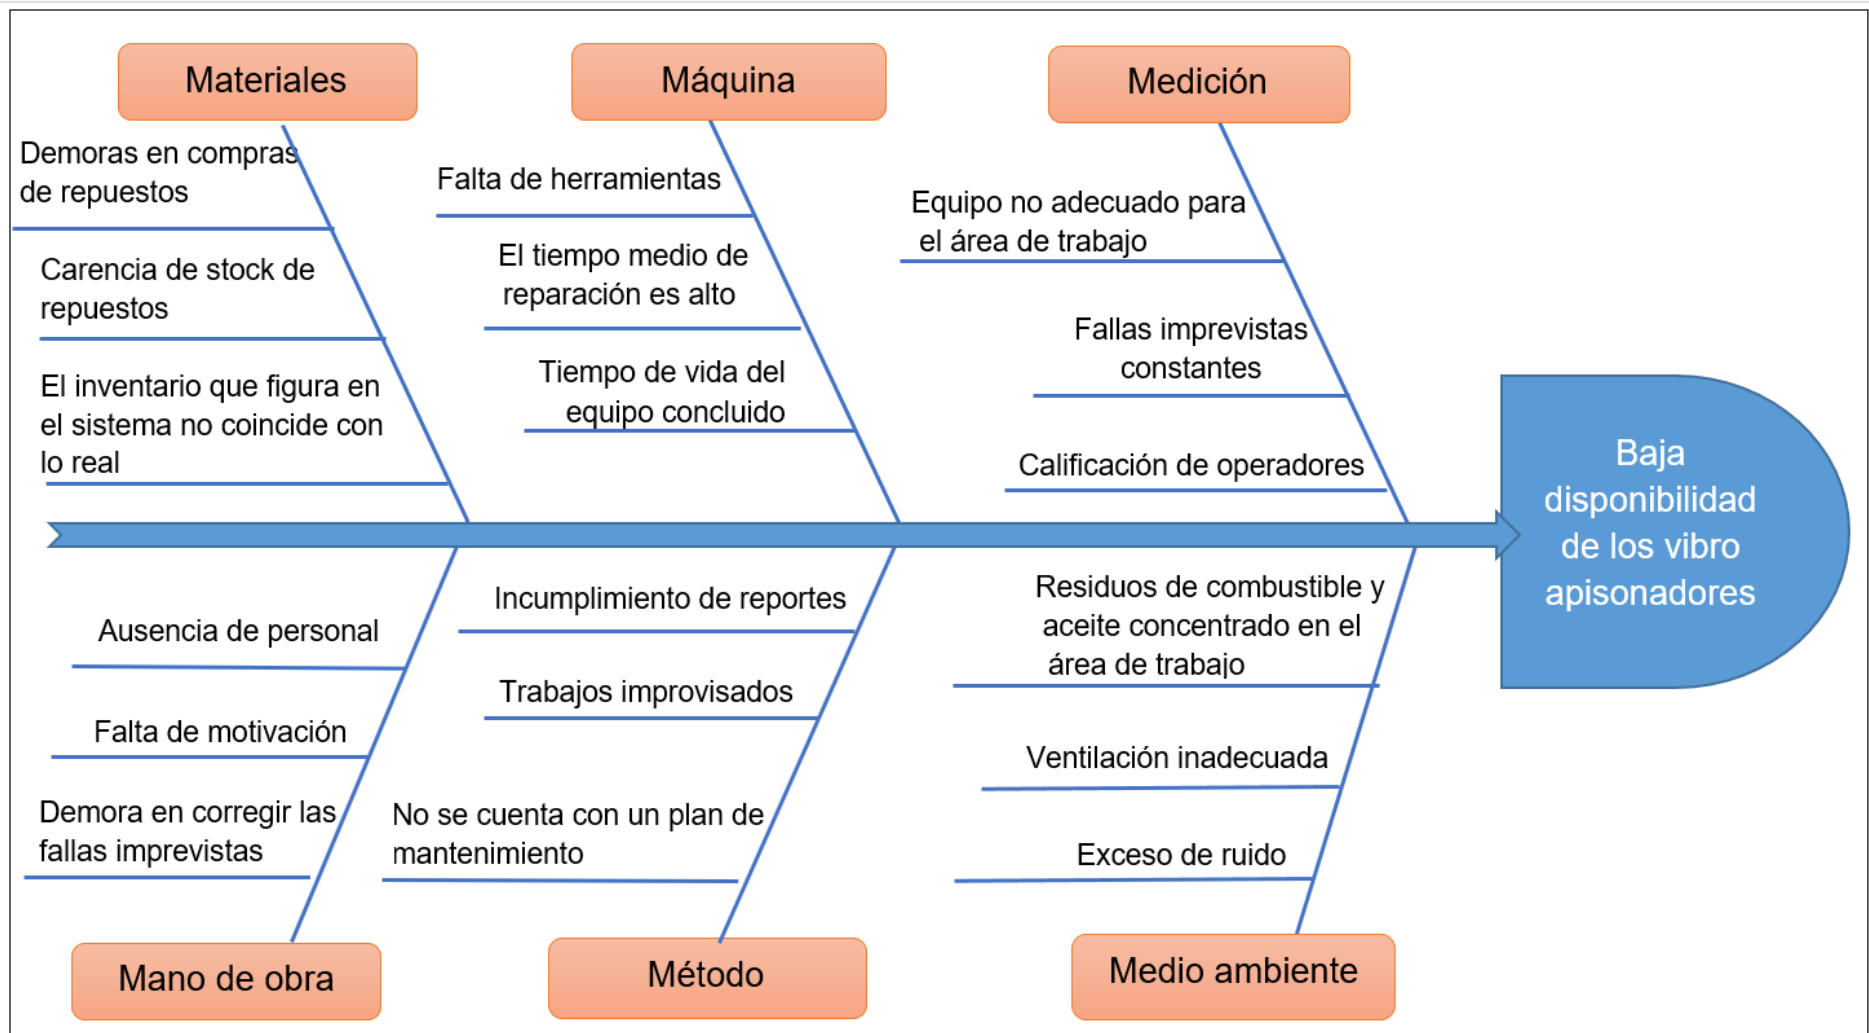 Materiales
Demoras en compras
de repuestos
Carencia de stock de
repuestos
El inventario que figura en
el sistema no coincide con
lo real
Máquina
Falta de herramientas
El tiempo medio de
reparación es alto
Tiempo de vida del
equipo concluido
Medición
Equipo no adecuado para
el área de trabajo
Fallas imprevistas
constantes
Calificación de operadores
Baja
disponibilidad
de los vibro
apisonadores
Ausencia de personal
Falta de motivación
Demora en corregir las
fallas imprevistas
Mano de obra
Incumplimiento de reportes
Trabajos improvisados
No se cuenta con un plan de
mantenimiento
Método
Residuos de combustible y
aceite concentrado en el
área de trabajo
Ventilación inadecuada
Exceso de ruido
Medio ambiente